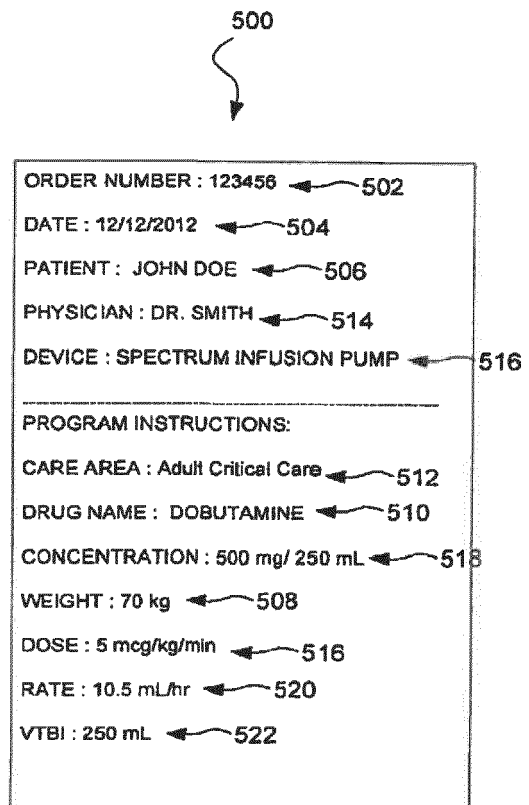 500
ORDER NUMBER : 123456 502
DATE : 12/12/2012 504
PATIENT : JOHN DOE 506
PHYSICIAN : DR. SMITH 514
DEVICE : SPECTRUM INFUSION PUMP 516
PROGRAM INSTRUCTIONS:
CARE AREA : Adult Critical Care 512
DRUG NAME : DOBUTAMINE 510
CONCENTRATION : 500 mg/ 250 mL 518
WEIGHT : 70 kg 508
DOSE : 5 mcg/kg/min 516
RATE : 10.5 mL/hr 520
VTBI : 250 mL 522